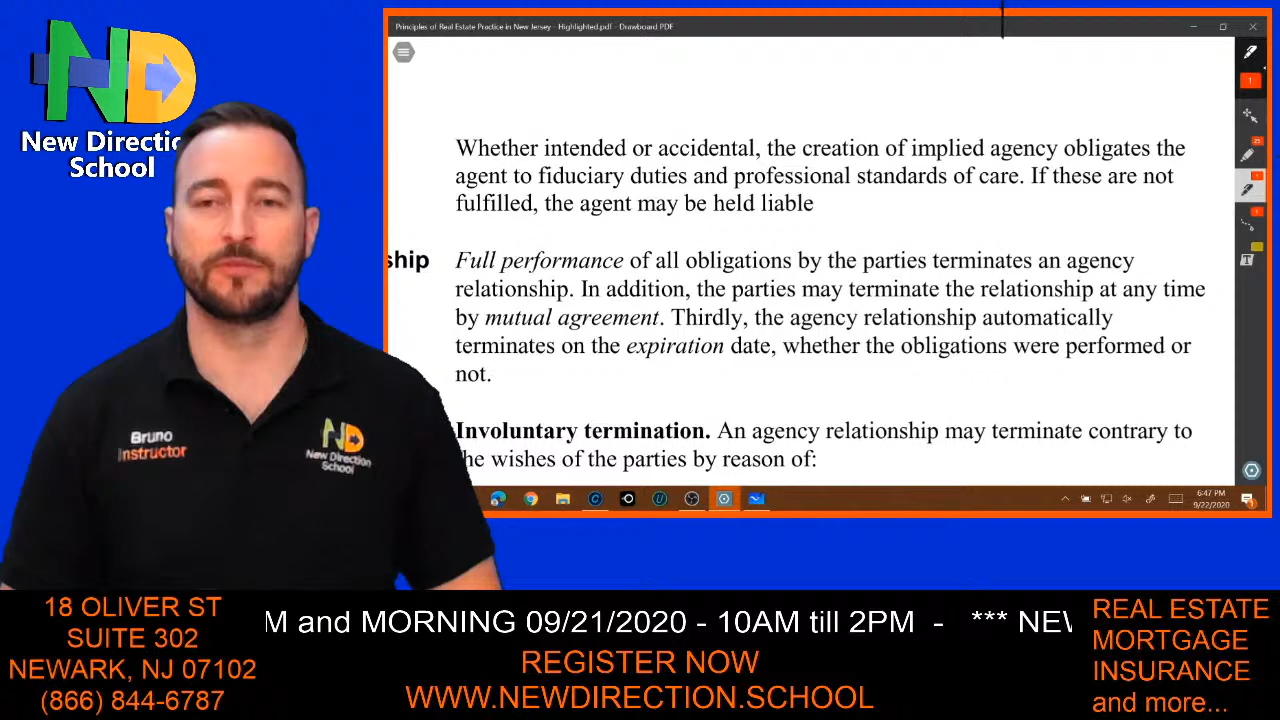 New Directi
School
Principles of Real Estate Practice in New Jersey - Highlighted.pdf - Drawboard PDF
Whether intended or accidental, the creation of implied agency obligates the
agent to fiduciary duties and professional standards of care. If these are not
fulfilled, the agent may be held liable
ship
Full performance of all obligations by the parties terminates an agency
relationship. In addition, the parties may terminate the relationship at any time
by mutual agreement. Thirdly, the agency relationship automatically
terminates on the expiration date, whether the obligations were performed or
not.
Involuntary termination. An agency relationship may terminate contrary to
he wishes of the parties by reason of:
6:47 PM
9/22/2020
Bruno
Instructor
ND
New Direction
School
18 OLIVER ST
SUITE 302
NEWARK, NJ 07102
(866) 844-6787
M and MORNING 09/21/2020 - 10AM till 2PM - *** NEW
REGISTER NOW
WWW.NEWDIRECTION.SCHOOL
REAL ESTATE
MORTGAGE
INSURANCE
and more...